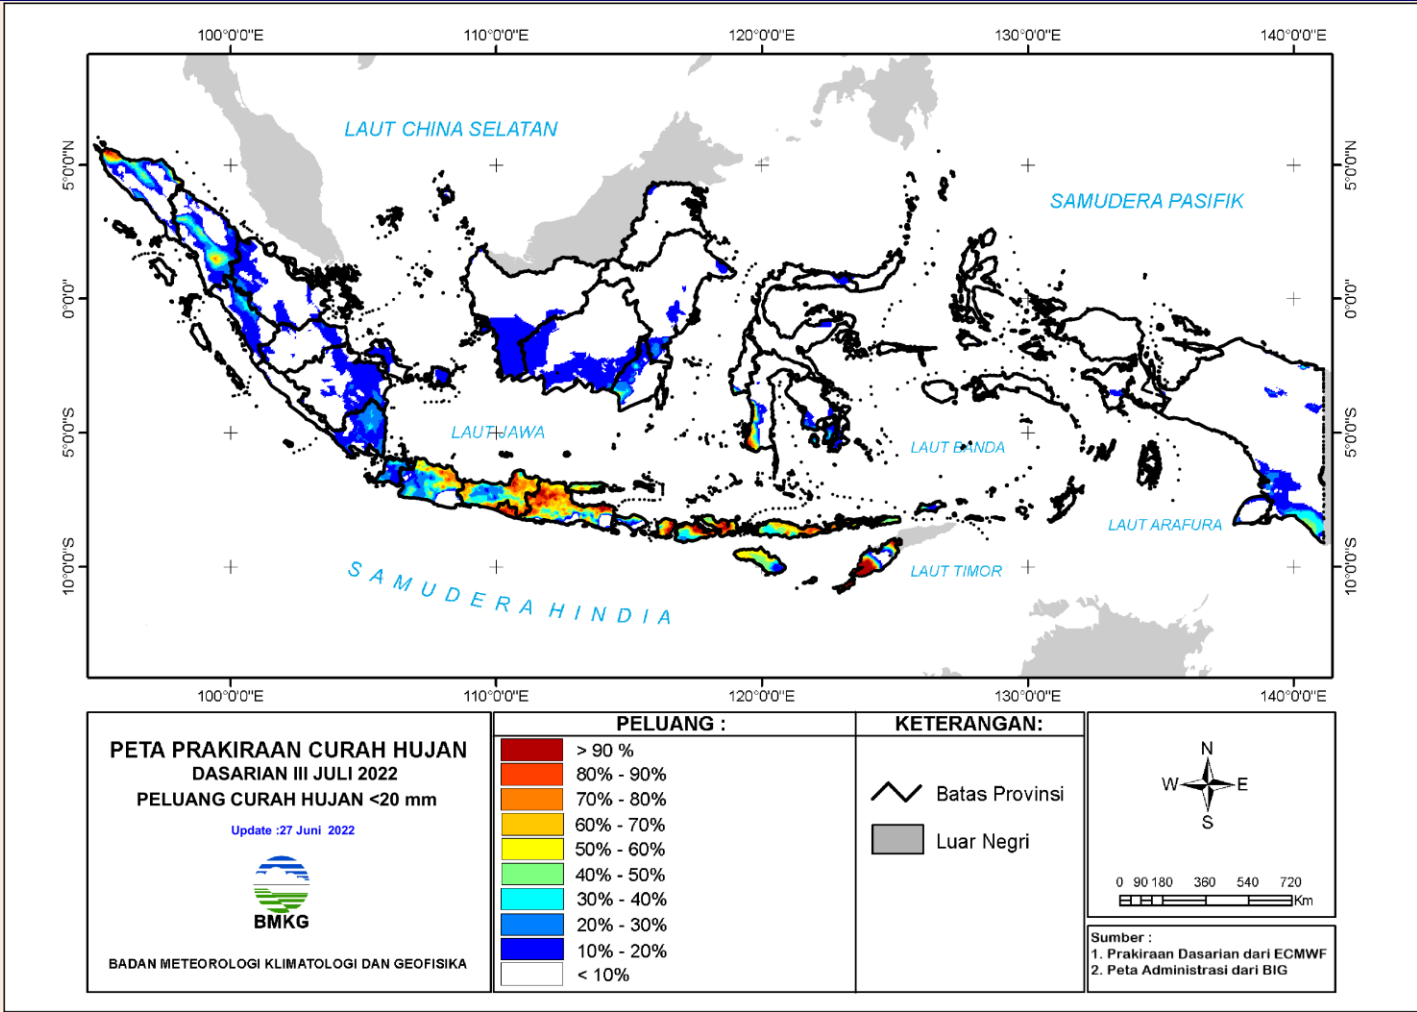 100°0'0"E 110°0'0"E 120°0'0"E 130°0'0"E 140°0'0"E
LAUT CHINA SELATAN
5°0'0"N 5°0'0"N
SAMUDERA PASIFIK
0°0'0" 0°0'0"
5°0'0"S 5°0'0"S
LAUT JAWA
LAUT BANDA
LAUT ARAFURA
10°0'0"S 10°0'0"S
LAUT TIMOR
SAMUDERA HINDIA
100°0'0"E 110°0'0"E 120°0'0"E 130°0'0"E 140°0'0"E
PETA PRAKIRAAN CURAH HUJAN
DASARIAN III JULI 2022
PELUANG CURAH HUJAN <20 mm
Update :27 Juni 2022
BMKG
BADAN METEOROLOGI KLIMATOLOGI DAN GEOFISIKA
PELUANG :
> 90 %
80% - 90%
70% - 80%
60% - 70%
50% - 60%
40% - 50%
30% - 40%
20% - 30%
10% - 20%
< 10%
KETERANGAN:
Batas Provinsi
Luar Negri
N
W E
S
0 90 180 360 540 720
Km
Sumber :
1. Prakiraan Dasarian dari ECMWF
2. Peta Administrasi dari BIG